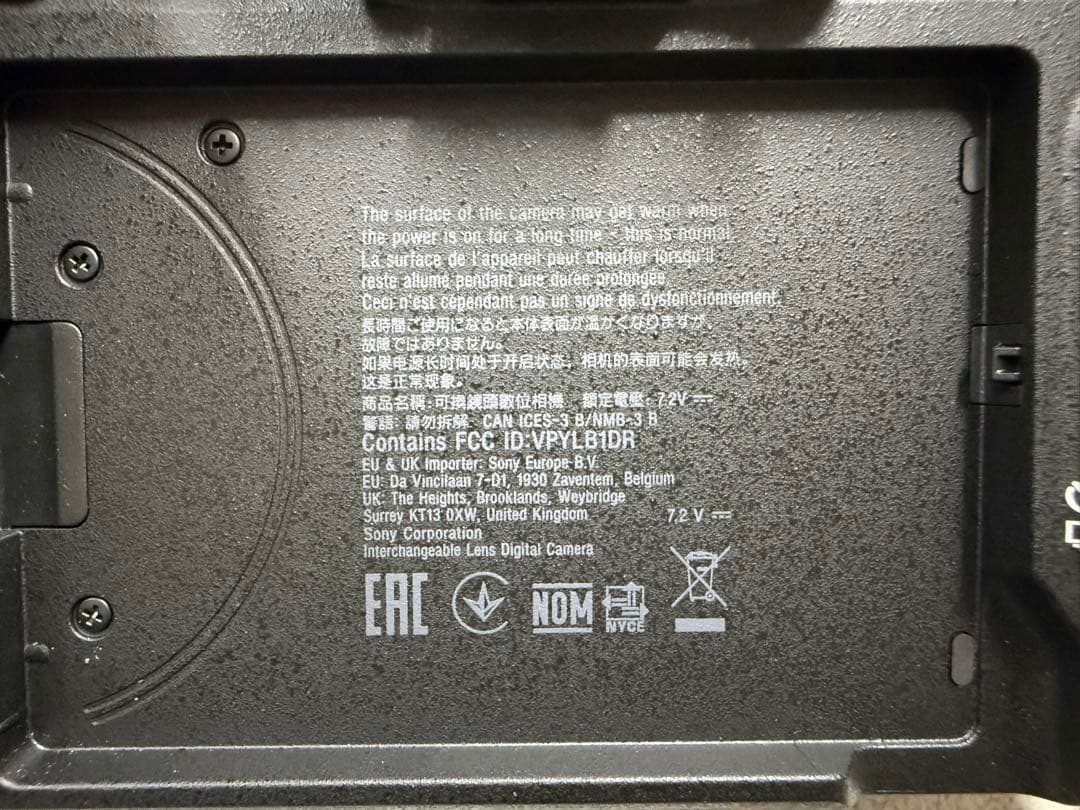 The surface of the camera may get warm when
the power is on for a long time - this is normal.
La surface de l'appareil peut chauffer lorsqu'il
reste allumé pendant une durée prolongée.
Ceci n'est cependant pas un signe de dysfonctionnement.
長時間ご使用になると本体表面が温かくなりますが、
故障ではありません。
如果电源长时间处于开启状态，相机的表面可能会发热。
这是正常现象。
商品名稱：可換鏡頭數位相機 額定電壓：7.2V ⎓
警語：請勿拆解 CAN ICES-3 B/NMB-3 B
Contains FCC ID:VPYLB1DR
EU & UK Importer: Sony Europe B.V.
EU: Da Vincilaan 7-D1, 1930 Zaventem, Belgium
UK: The Heights, Brooklands, Weybridge
Surrey KT13 0XW, United Kingdom 7.2 V ⎓
Sony Corporation
Interchangeable Lens Digital Camera
EAC NOM NYCE